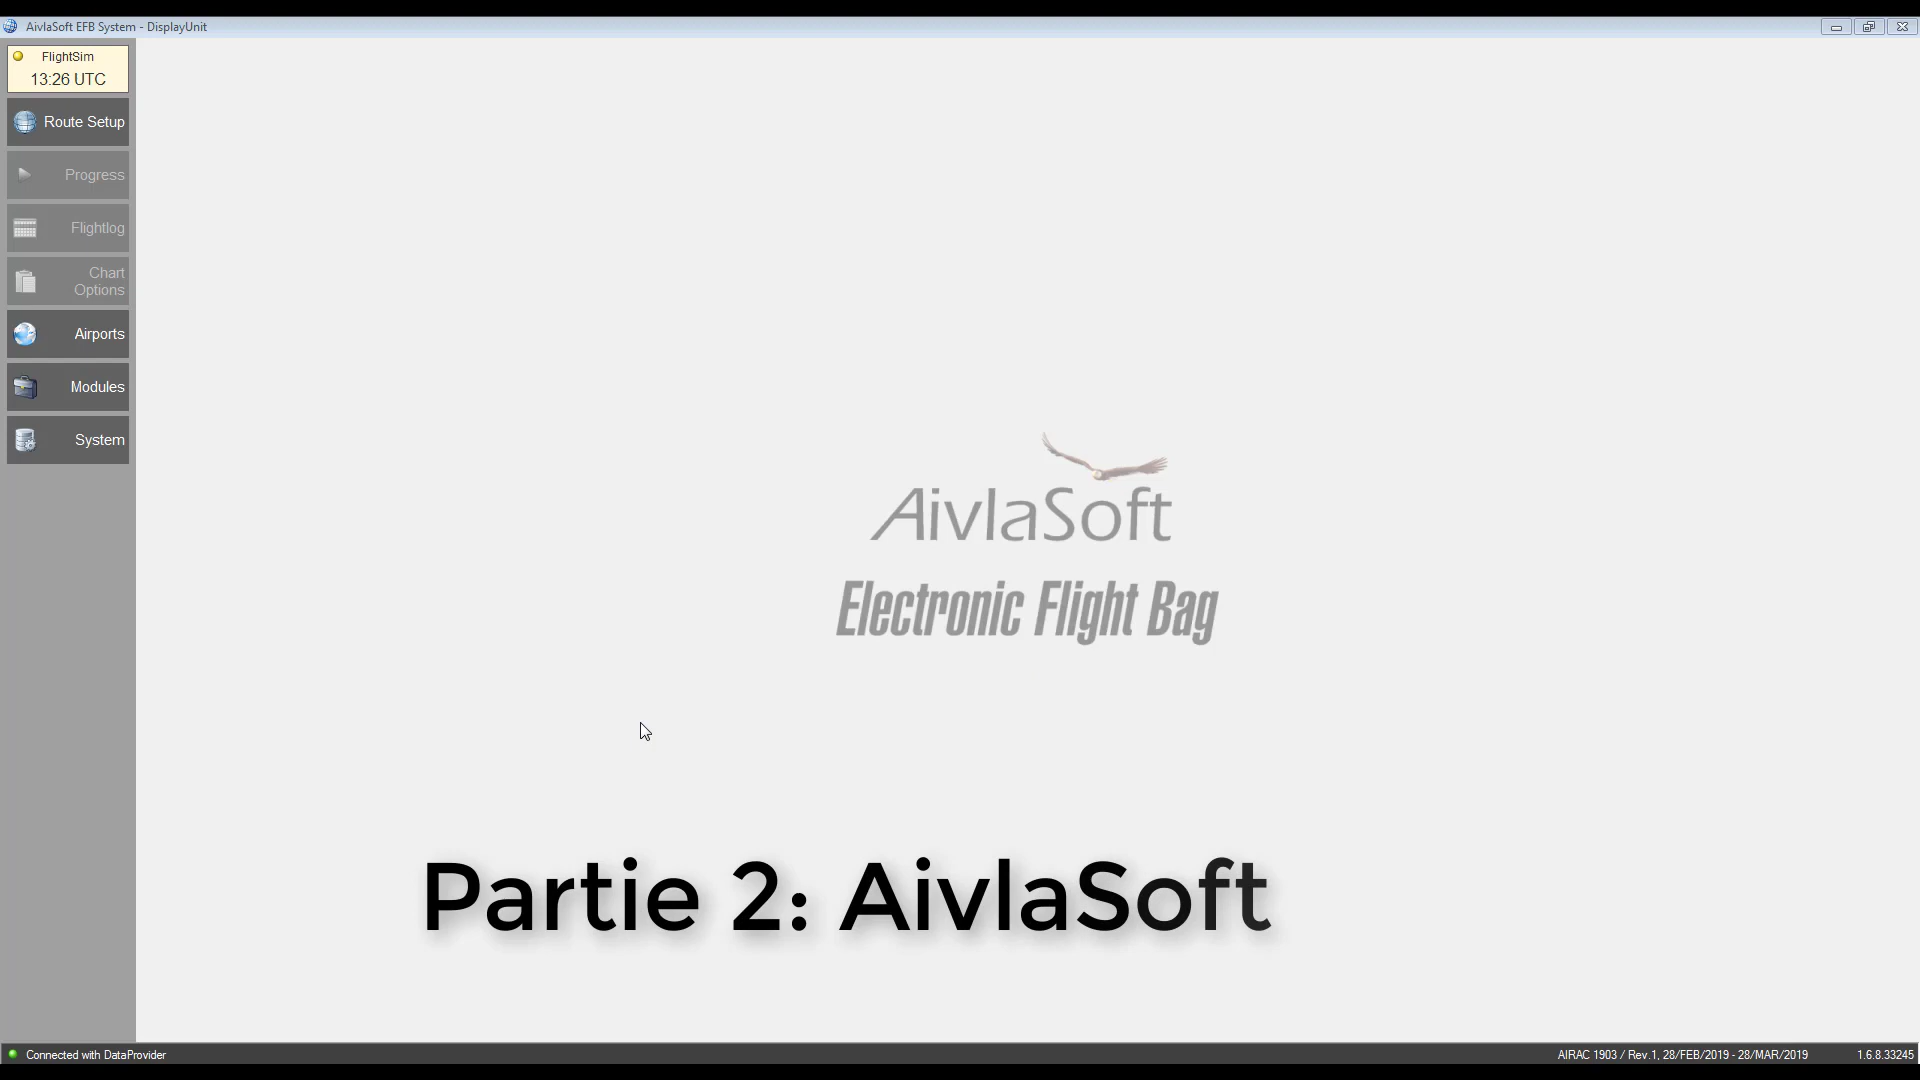 AivlaSoft EFB System - DisplayUnit
FlightSim
13:26 UTC
Route Setup
Progress
Flightlog
Chart
Options
Airports
Modules
System
AivlaSoft
Electronic Flight Bag
Partie 2: AivlaSoft
Connected with DataProvider
AIRAC 1903 / Rev.1, 28/FEB/2019 - 28/MAR/2019
1.6.8.33245